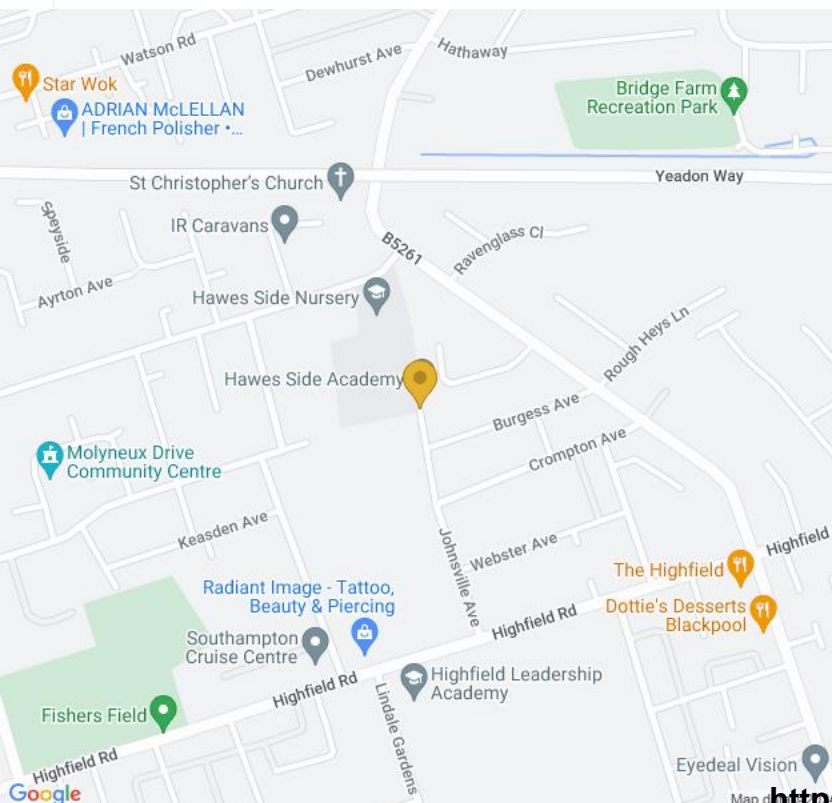 Watson Rd
Dewhurst Ave
Hathaway
Star Wok
ADRIAN McLELLAN
| French Polisher •...
Bridge Farm
Recreation Park
St Christopher's Church
Yeadon Way
IR Caravans
Speyside
B5261
Ravenglass Cl
Ayrton Ave
Hawes Side Nursery
Rough Heys Ln
Hawes Side Academy
Burgess Ave
Crompton Ave
Molyneux Drive
Community Centre
Keasden Ave
Johnsville Ave
Webster Ave
Highfield
The Highfield
Radiant Image - Tattoo,
Beauty & Piercing
Dottie's Desserts
Blackpool
Highfield Rd
Southampton
Cruise Centre
Highfield Leadership
Academy
Highfield Rd
Lindale Gardens
Fishers Field
Highfield Rd
Eyedeal Vision
Google
Map
http